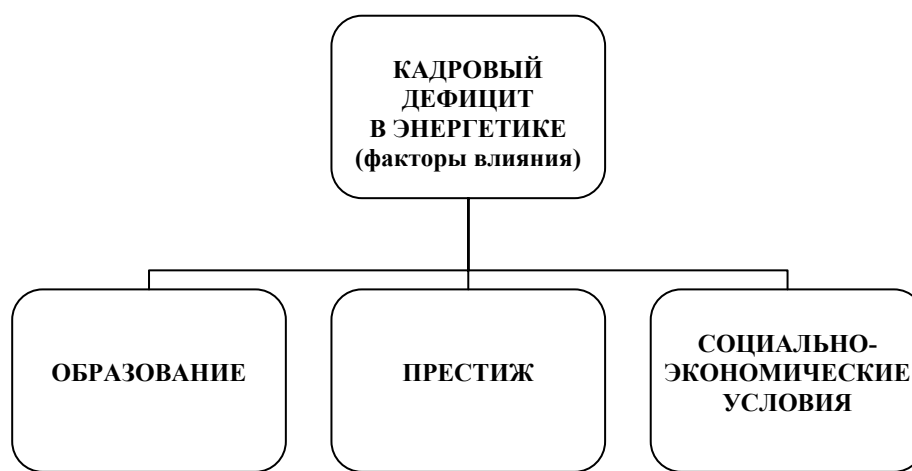 КАДРОВЫЙ
ДЕФИЦИТ
В ЭНЕРГЕТИКЕ
(факторы влияния)
ОБРАЗОВАНИЕ
ПРЕСТИЖ
СОЦИАЛЬНО-
ЭКОНОМИЧЕСКИЕ
УСЛОВИЯ